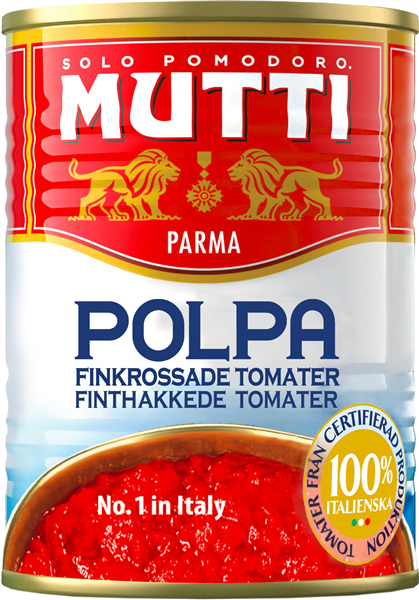 SOLO POMODORO.
MUTTI
PARMA
POLPA
FINKROSSADE TOMATER
FINTHAKKEDE TOMATER
No. 1 in Italy
100%
ITALIENSKA
TOMATER FRÅN CERTIFIERAD PRODUKTION